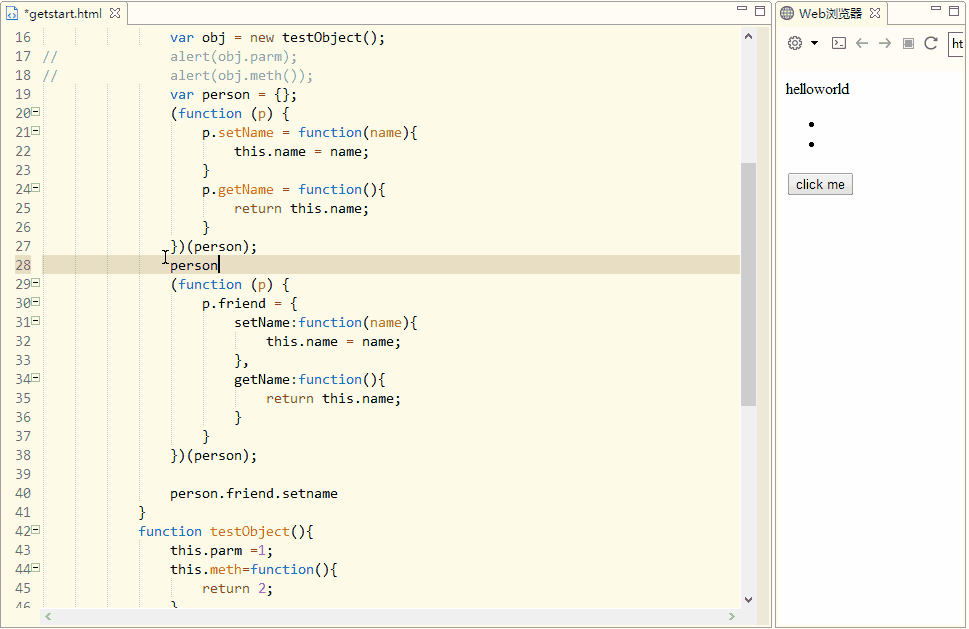 *getstart.html
16 var obj = new testObject();
17 // alert(obj.parm);
18 // alert(obj.meth());
19 var person = {};
20 (function (p) {
21 p.setName = function(name){
22 this.name = name;
23 }
24 p.getName = function(){
25 return this.name;
26 }
27 })(person);
28 person
29 (function (p) {
30 p.friend = {
31 setName:function(name){
32 this.name = name;
33 },
34 getName:function(){
35 return this.name;
36 }
37 }
38 })(person);
39
40 person.friend.setname
41 }
42 function testObject(){
43 this.parm =1;
44 this.meth=function(){
45 return 2;
46 }
Web浏览器
ht
helloworld
click me